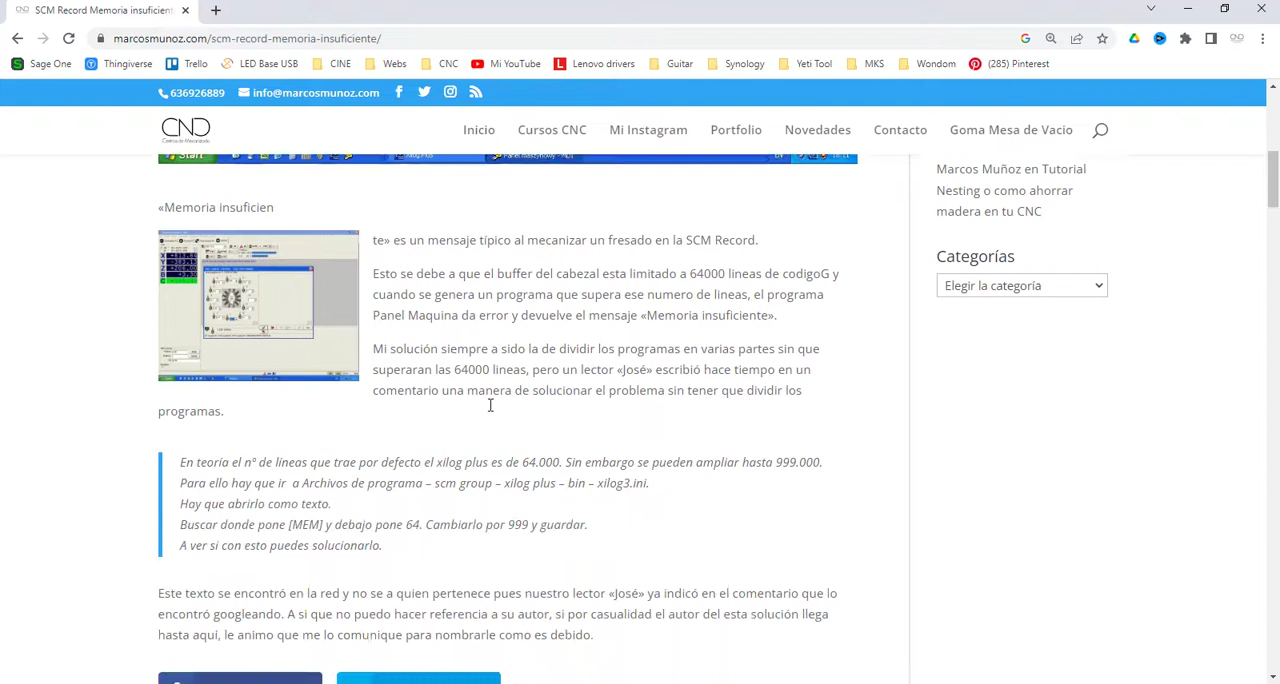 SCM Record Memoria insuficien
marcosmunoz.com/scm-record-memoria-insuficiente/
Sage One Thingiverse Trello LED Base USB CINE Webs CNC Mi YouTube Lenovo drivers Guitar Synology Yeti Tool MKS Wondom (285) Pinterest
636926889 info@marcosmunoz.com
CND Inicio Cursos CNC Mi Instagram Portfolio Novedades Contacto Goma Mesa de Vacio
Start
Marcos Muñoz en Tutorial
Nesting o como ahorrar
madera en tu CNC
Categorías
Elegir la categoría
«Memoria insuficien
te» es un mensaje típico al mecanizar un fresado en la SCM Record.
Esto se debe a que el buffer del cabezal esta limitado a 64000 lineas de codigoG y
cuando se genera un programa que supera ese numero de lineas, el programa
Panel Maquina da error y devuelve el mensaje «Memoria insuficiente».
Mi solución siempre a sido la de dividir los programas en varias partes sin que
superaran las 64000 lineas, pero un lector «José» escribió hace tiempo en un
comentario una manera de solucionar el problema sin tener que dividir los
programas.
En teoría el nº de líneas que trae por defecto el xilog plus es de 64.000. Sin embargo se pueden ampliar hasta 999.000.
Para ello hay que ir a Archivos de programa – scm group – xilog plus – bin – xilog3.ini.
Hay que abrirlo como texto.
Buscar donde pone [MEM] y debajo pone 64. Cambiarlo por 999 y guardar.
A ver si con esto puedes solucionarlo.
Este texto se encontró en la red y no se a quien pertenece pues nuestro lector «José» ya indicó en el comentario que lo
encontró googleando. A si que no puedo hacer referencia a su autor, si por casualidad el autor del esta solución llega
hasta aquí, le animo que me lo comunique para nombrarle como es debido.